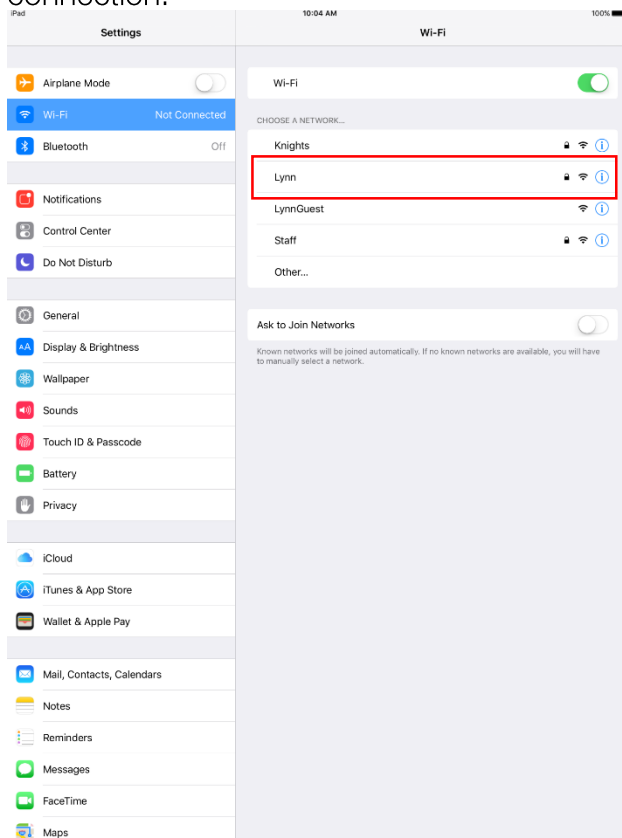 connection.
iPad 10:04 AM 100%
Settings
Wi-Fi
Airplane Mode
Wi-Fi Not Connected
Bluetooth Off
Notifications
Control Center
Do Not Disturb
General
Display & Brightness
Wallpaper
Sounds
Touch ID & Passcode
Battery
Privacy
iCloud
iTunes & App Store
Wallet & Apple Pay
Mail, Contacts, Calendars
Notes
Reminders
Messages
FaceTime
Maps
Wi-Fi
CHOOSE A NETWORK...
Knights
Lynn
LynnGuest
Staff
Other...
Ask to Join Networks
Known networks will be joined automatically. If no known networks are available, you will have
to manually select a network.